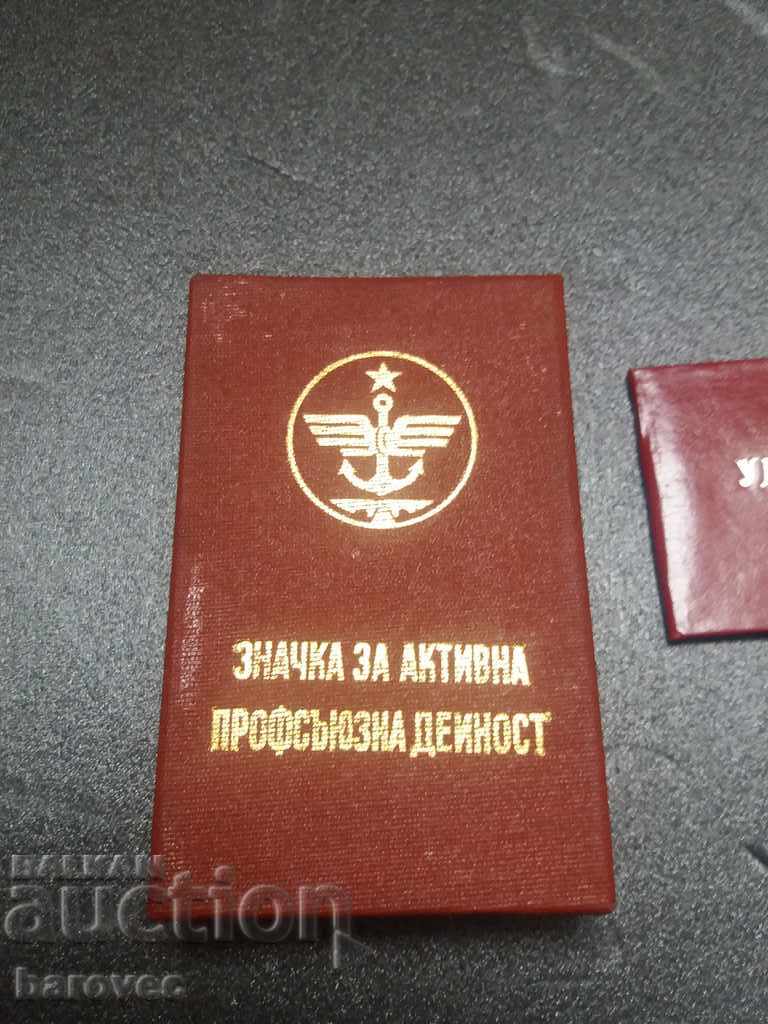 ЗНАЧКА ЗА АКТИВНА
ПРОФСЪЮЗНА ДЕЙНОСТ
BALKAN
auction
barovec